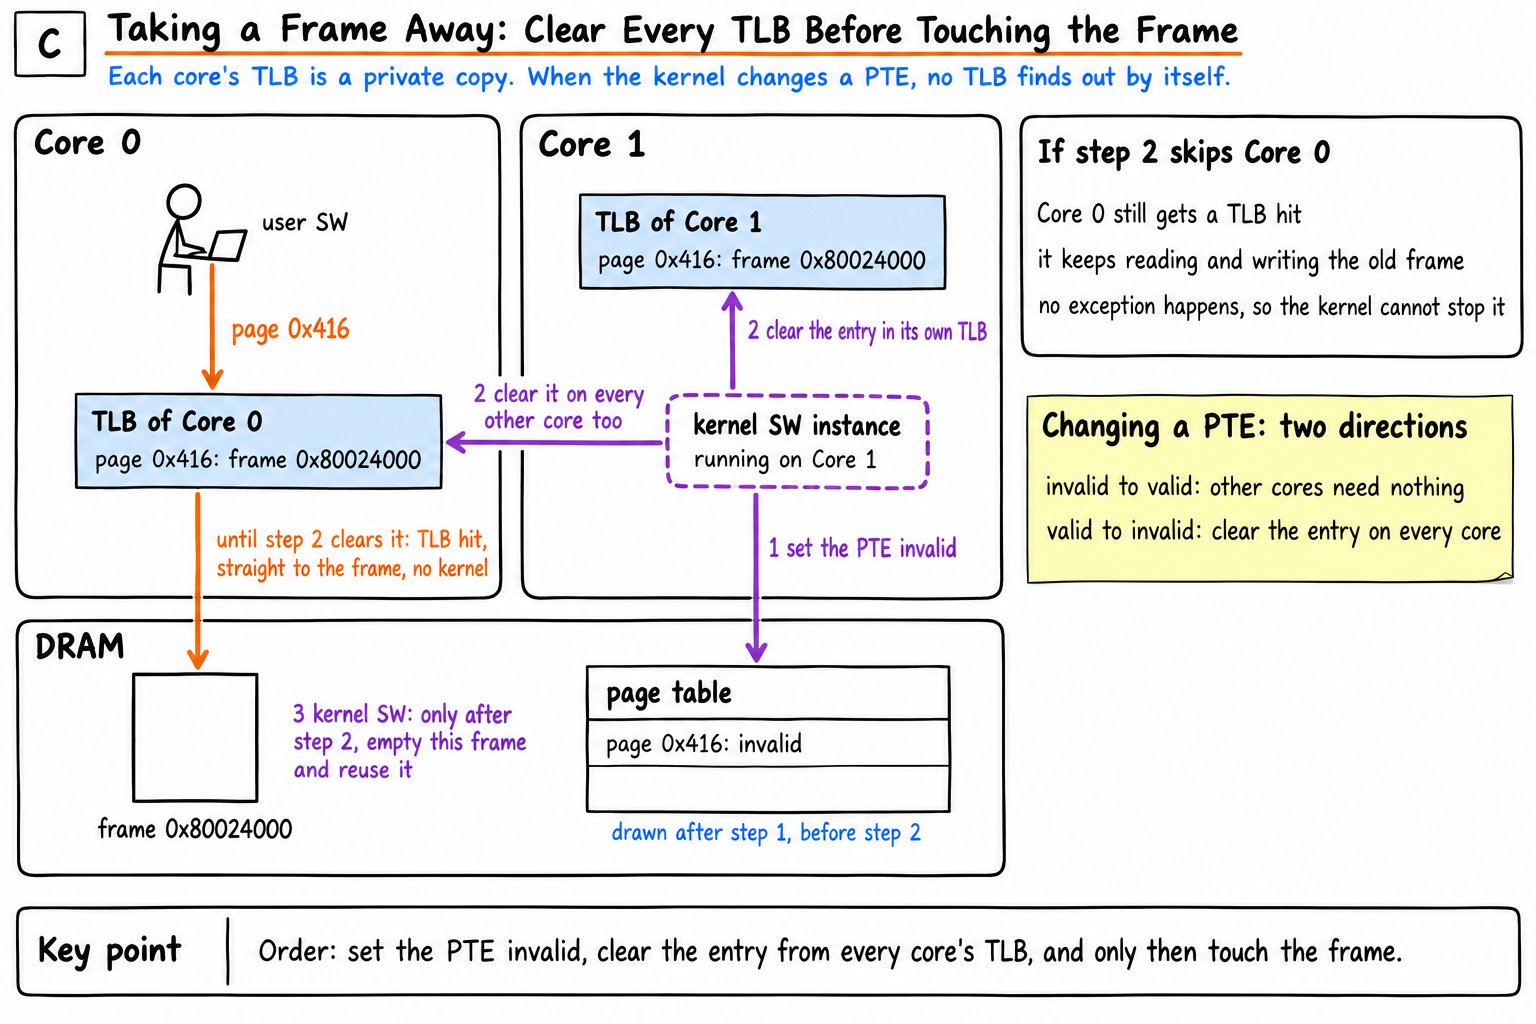 C
Taking a Frame Away: Clear Every TLB Before Touching the Frame
Each core's TLB is a private copy. When the kernel changes a PTE, no TLB finds out by itself.
Core 0
user SW
page 0x416
TLB of Core 0
page 0x416: frame 0x80024000
until step 2 clears it: TLB hit,
straight to the frame, no kernel
2 clear it on every
other core too
Core 1
TLB of Core 1
page 0x416: frame 0x80024000
2 clear the entry in its own TLB
kernel SW instance
running on Core 1
1 set the PTE invalid
If step 2 skips Core 0
Core 0 still gets a TLB hit
it keeps reading and writing the old frame
no exception happens, so the kernel cannot stop it
Changing a PTE: two directions
invalid to valid: other cores need nothing
valid to invalid: clear the entry on every core
DRAM
3 kernel SW: only after
step 2, empty this frame
and reuse it
frame 0x80024000
page table
page 0x416: invalid
drawn after step 1, before step 2
Key point
Order: set the PTE invalid, clear the entry from every core's TLB, and only then touch the frame.